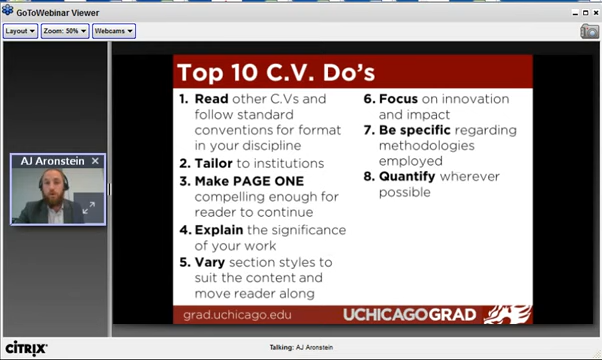 GoToWebinar Viewer
Layout
Zoom: 50%
Webcams
AJ Aronstein
Top 10 C.V. Do's
1. Read other C.Vs and
follow standard
conventions for format
in your discipline
2. Tailor to institutions
3. Make PAGE ONE
compelling enough for
reader to continue
4. Explain the significance
of your work
5. Vary section styles to
suit the content and
move reader along
6. Focus on innovation
and impact
7. Be specific regarding
methodologies
employed
8. Quantify wherever
possible
grad.uchicago.edu
UCHICAGOGRAD
CITRIX
Talking: AJ Aronstein